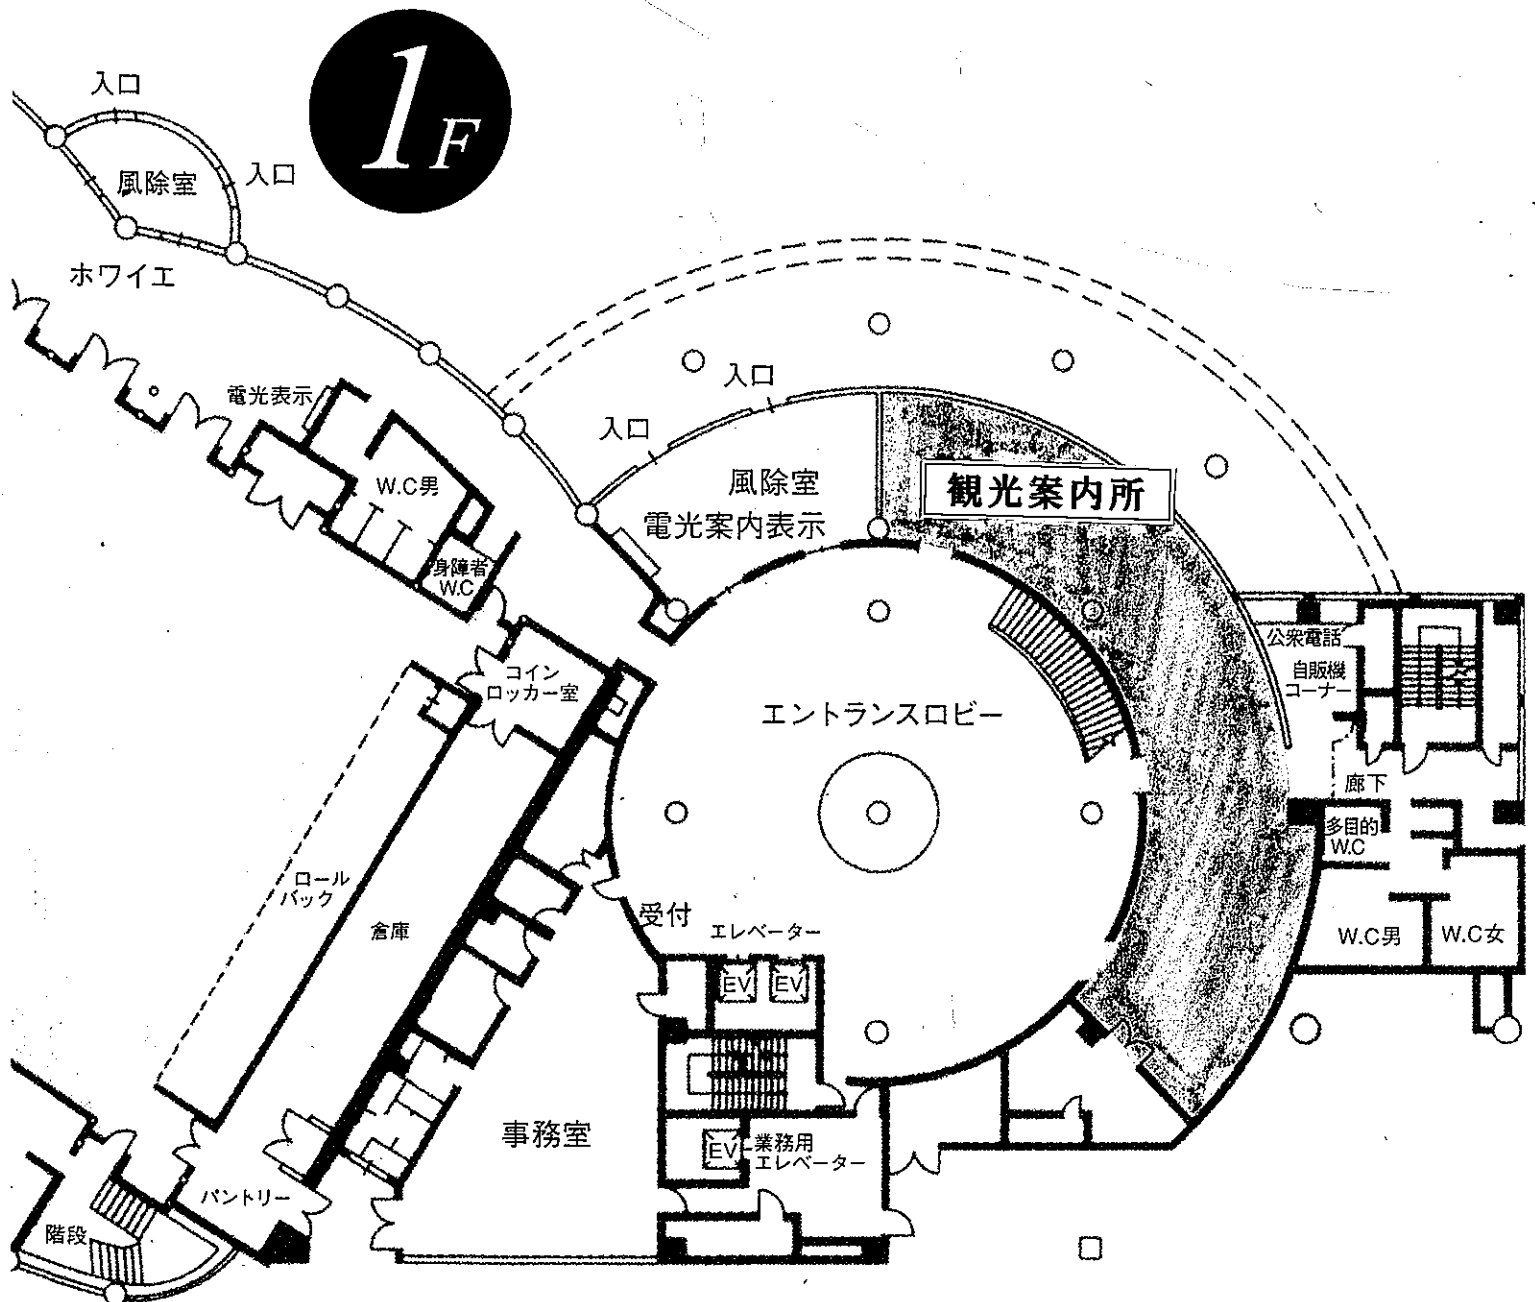 1F
入口
入口
風除室
ホワイエ
電光表示
入口
入口
W.C男
風除室
電光案内表示
観光案内所
身障者
W.C
コイン
ロッカー室
エントランスロビー
公衆電話
自販機
コーナー
廊下
多目的
W.C
W.C男
W.C女
ロール
バック
倉庫
受付
エレベーター
EV
EV
事務室
EV
業務用
エレベーター
パントリー
階段